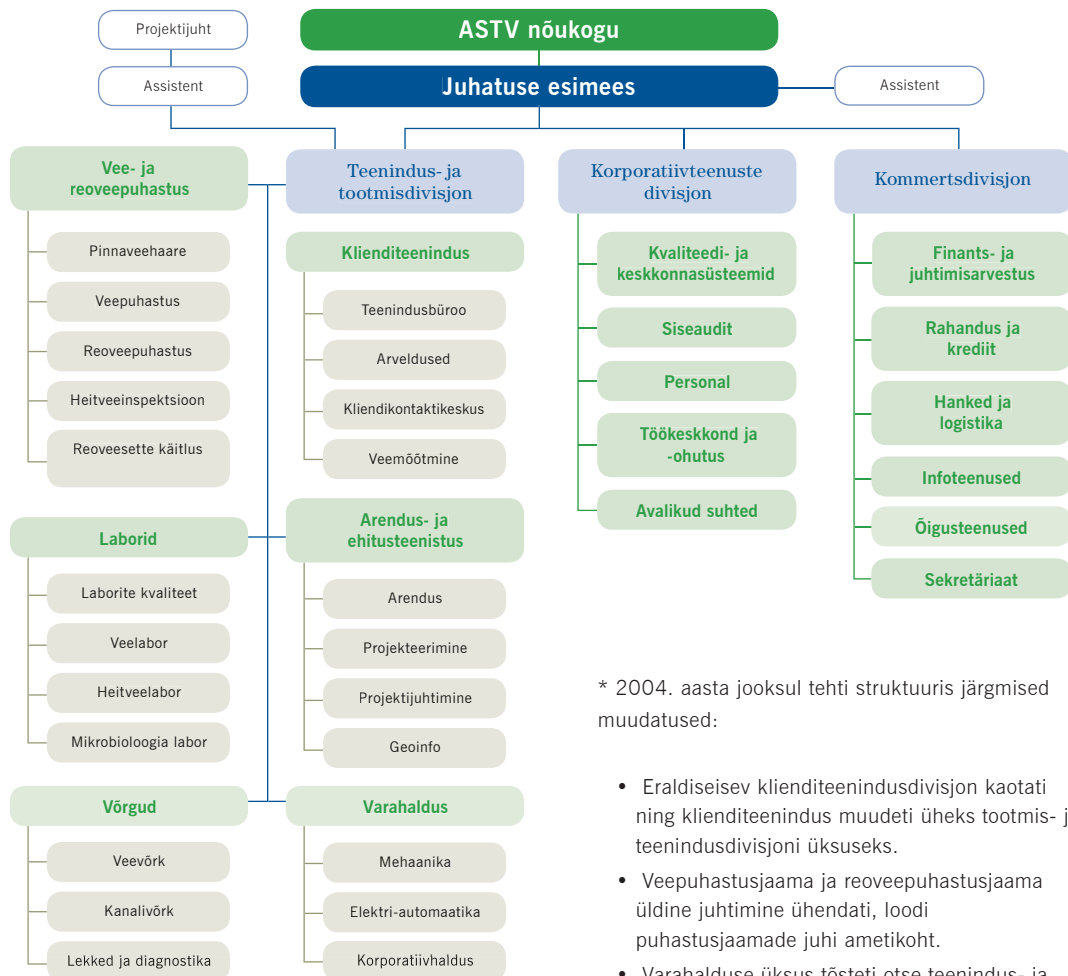 Projektijuht
Assistent
ASTV nõukogu
Juhatuse esimees
Assistent
Vee- ja
reoveepuhastus
Pinnaveehaare
Veepuhastus
Reoveepuhastus
Heitveeinspektsioon
Reoveesette käitlus
Laborid
Laborite kvaliteet
Veelabor
Heitveelabor
Mikrobioloogia labor
Võrgud
Veevõrk
Kanalivõrk
Lekked ja diagnostika
Teenindus- ja
tootmisdivisjon
Klienditeenindus
Teenindusbüroo
Arveldused
Kliendikontaktikeskus
Veemõõtmine
Arendus- ja
ehitusteenistus
Arendus
Projekteerimine
Projektijuhtimine
Geoinfo
Varahaldus
Mehaanika
Elektri-automaatika
Korporatiivhaldus
Korporatiivteenuste
divisjon
Kvaliteedi- ja
keskkonnasüsteemid
Siseaudit
Personal
Töökeskkond ja
-ohutus
Avalikud suhted
Kommertsdivisjon
Finants- ja
juhtimisarvestus
Rahandus ja
krediit
Hanked ja
logistika
Infoteenused
Õigusteenused
Sekretäriaat
* 2004. aasta jooksul tehti struktuuris järgmised
muudatused:
• Eraldiseisev klienditeenindusdivisjon kaotati
ning klienditeenindus muudeti üheks tootmis- j
teenindusdivisjoni üksuseks.
• Veepuhastusjaama ja reoveepuhastusjaama
üldine juhtimine ühendati, loodi
puhastusjaamade juhi ametikoht.
• Varahalduse üksus tõsteti otse teenindus- ja